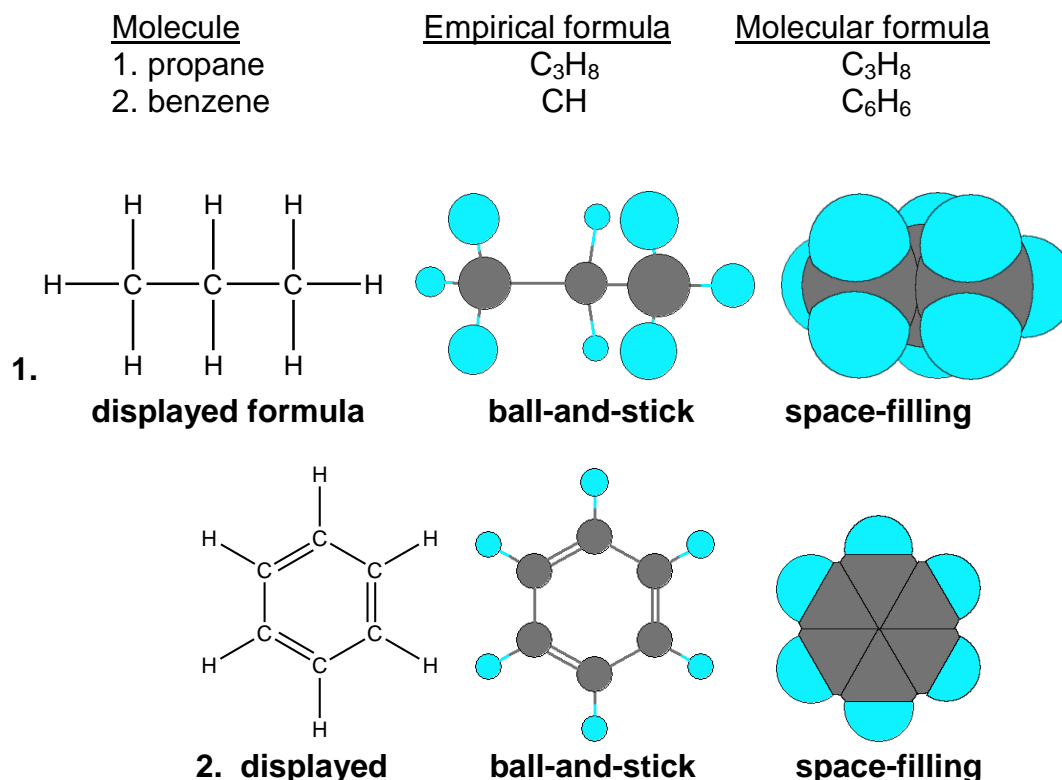 Molecule Empirical formula Molecular formula
1. propane C₃H₈ C₃H₈
2. benzene CH C₆H₆
H H H
H C C C H
H H H
1.
displayed formula ball-and-stick space-filling
H
H C H
C C
C C
H C H
H
2. displayed ball-and-stick space-filling